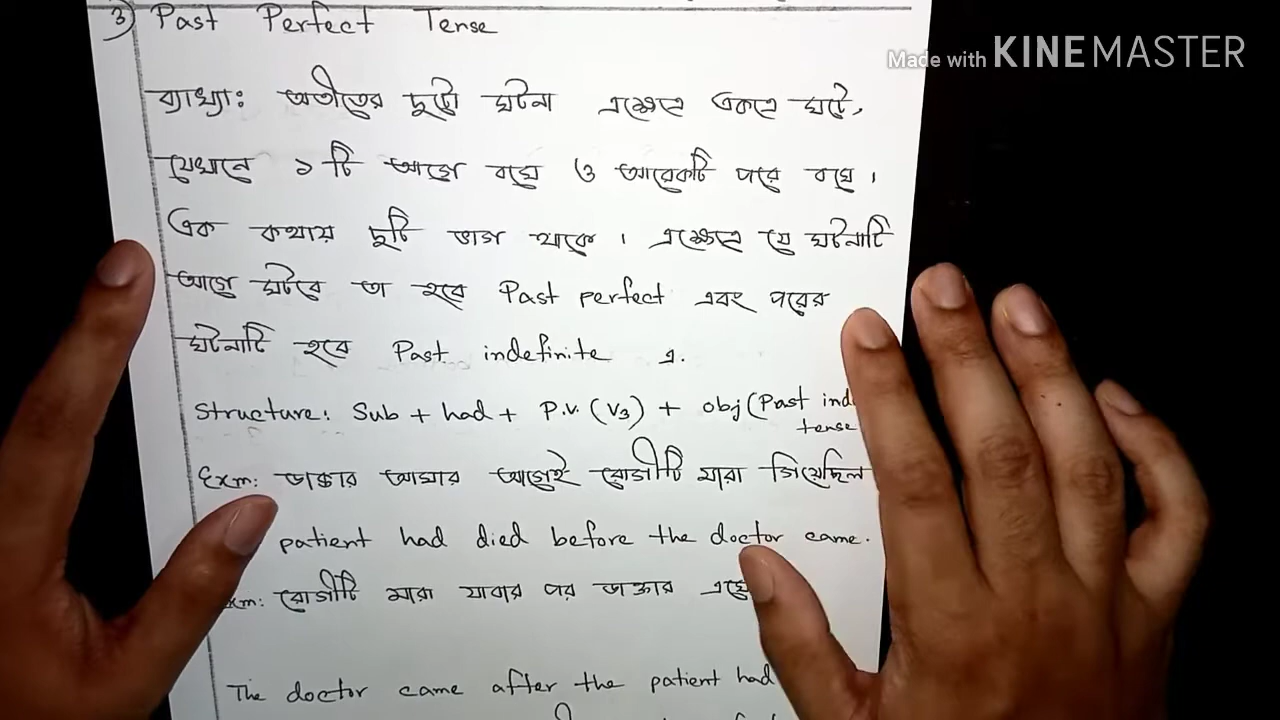 Made with KINEMASTER
3) Past Perfect Tense
ব্যাখ্যা: অতীতের দুটো ঘটনা এক্ষেত্রে একত্রে ঘটে,
যেখানে ১টি আগে বসে ও আরেকটি পরে বসে।
এক কথায় দুটি ভাগ থাকে। এক্ষেত্রে যে ঘটনাটি
আগে ঘটবে তা হবে Past perfect এবং পরের
ঘটনাটি হবে Past indefinite এ.
Structure: Sub + had + P.V. (V3) + obj (Past ind
tense
Exm: ডাক্তার আসার আগেই রোগীটি মারা গিয়েছিল
patient had died before the doctor came.
রোগীটি মারা যাবার পর ডাক্তার
The doctor came after the patient had